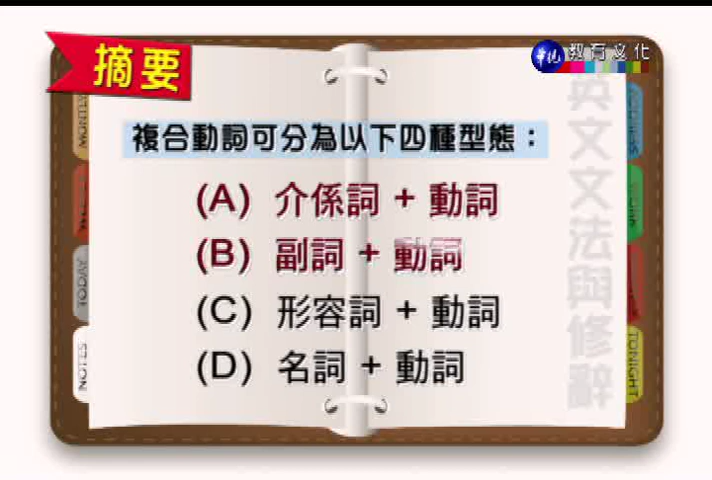 摘要
華視 教育文化
複合動詞可分為以下四種型態：
(A) 介係詞 + 動詞
(B) 副詞 + 動詞
(C) 形容詞 + 動詞
(D) 名詞 + 動詞
英文文法與修辭
NOTES
TONIGHT